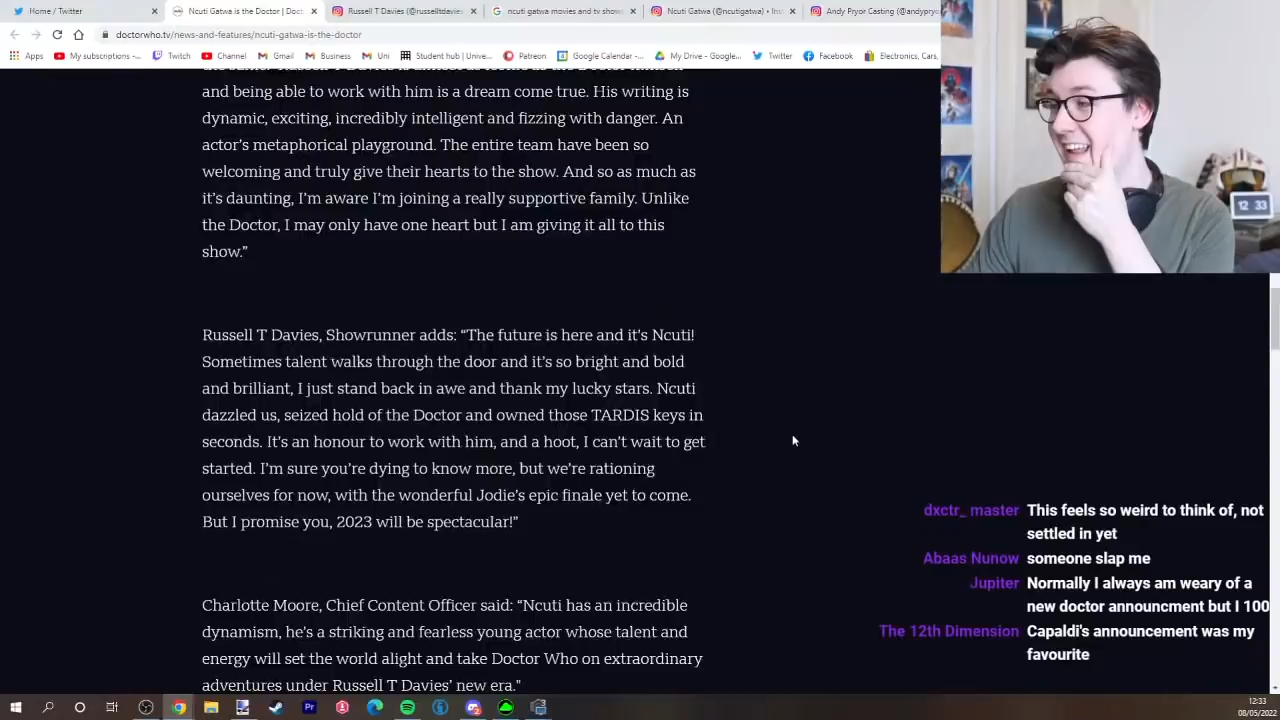 Home / Twitter
Ncuti Gatwa is the Doctor | Doct
Russell T Davies (@russelltdavies
ncuti gatwa movies and tv show
Ncuti Gatwa (@ncutigatwa) • Ins
Andy Pryor Casting (@andypryo
doctorwho.tv/news-and-features/ncuti-gatwa-is-the-doctor
Apps My subscriptions -... Twitch Channel Gmail Business Uni Student hub | Unive... Patreon Google Calendar -... My Drive - Google... Twitter Facebook Electronics, Cars,
and being able to work with him is a dream come true. His writing is
dynamic, exciting, incredibly intelligent and fizzing with danger. An
actor's metaphorical playground. The entire team have been so
welcoming and truly give their hearts to the show. And so as much as
it's daunting, I'm aware I'm joining a really supportive family. Unlike
the Doctor, I may only have one heart but I am giving it all to this
show.”
12 33
Russell T Davies, Showrunner adds: “The future is here and it's Ncuti!
Sometimes talent walks through the door and it's so bright and bold
and brilliant, I just stand back in awe and thank my lucky stars. Ncuti
dazzled us, seized hold of the Doctor and owned those TARDIS keys in
seconds. It's an honour to work with him, and a hoot, I can't wait to get
started. I'm sure you're dying to know more, but we're rationing
ourselves for now, with the wonderful Jodie's epic finale yet to come.
But I promise you, 2023 will be spectacular!”
Charlotte Moore, Chief Content Officer said: “Ncuti has an incredible
dynamism, he's a striking and fearless young actor whose talent and
energy will set the world alight and take Doctor Who on extraordinary
adventures under Russell T Davies' new era."
dxctr_ master This feels so weird to think of, not
settled in yet
Abaas Nunow someone slap me
Jupiter Normally I always am weary of a
new doctor announcment but I 100
The 12th Dimension Capaldi's announcement was my
favourite
12:33
08/05/2022